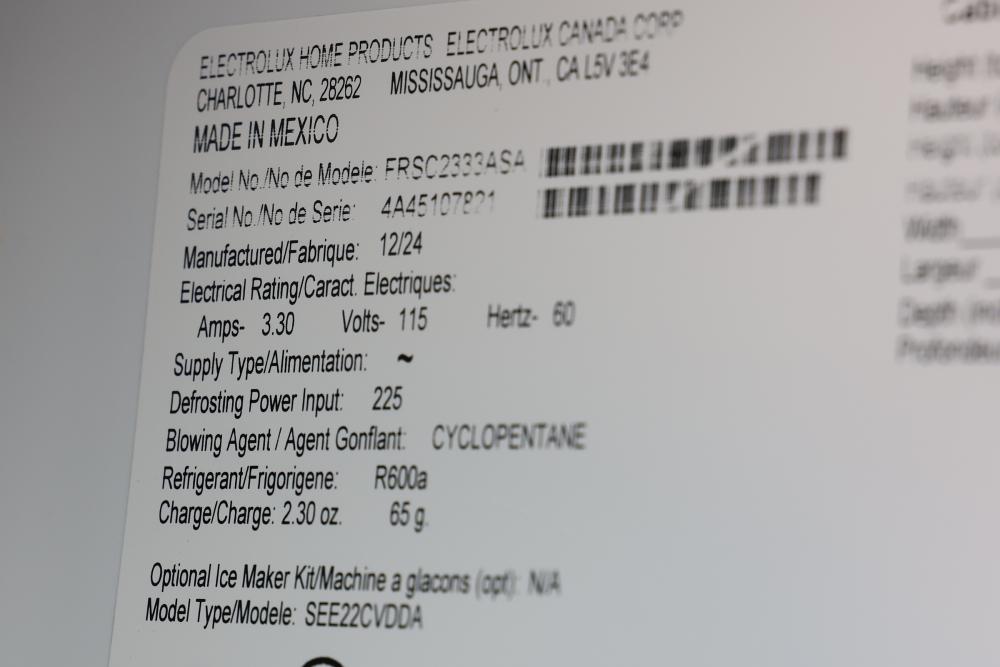 ELECTROLUX HOME PRODUCTS ELECTROLUX CANADA CORP
CHARLOTTE, NC, 28262 MISSISSAUGA, ONT., CA L5V 3E4
MADE IN MEXICO
Model No./No de Modele: FRSC2333ASA
Serial No./No de Serie: 4A45107821
Manufactured/Fabrique: 12/24
Electrical Rating/Caract. Electriques:
Amps- 3.30 Volts- 115 Hertz- 60
Supply Type/Alimentation: ~
Defrosting Power Input: 225
Blowing Agent / Agent Gonflant: CYCLOPENTANE
Refrigerant/Frigorigene: R600a
Charge/Charge: 2.30 oz. 65 g.
Optional Ice Maker Kit/Machine a glacons (opt): N/A
Model Type/Modele: SEE22CVDDA
Height
Hauteur
Height
Hauteur
Width
Largeur
Depth